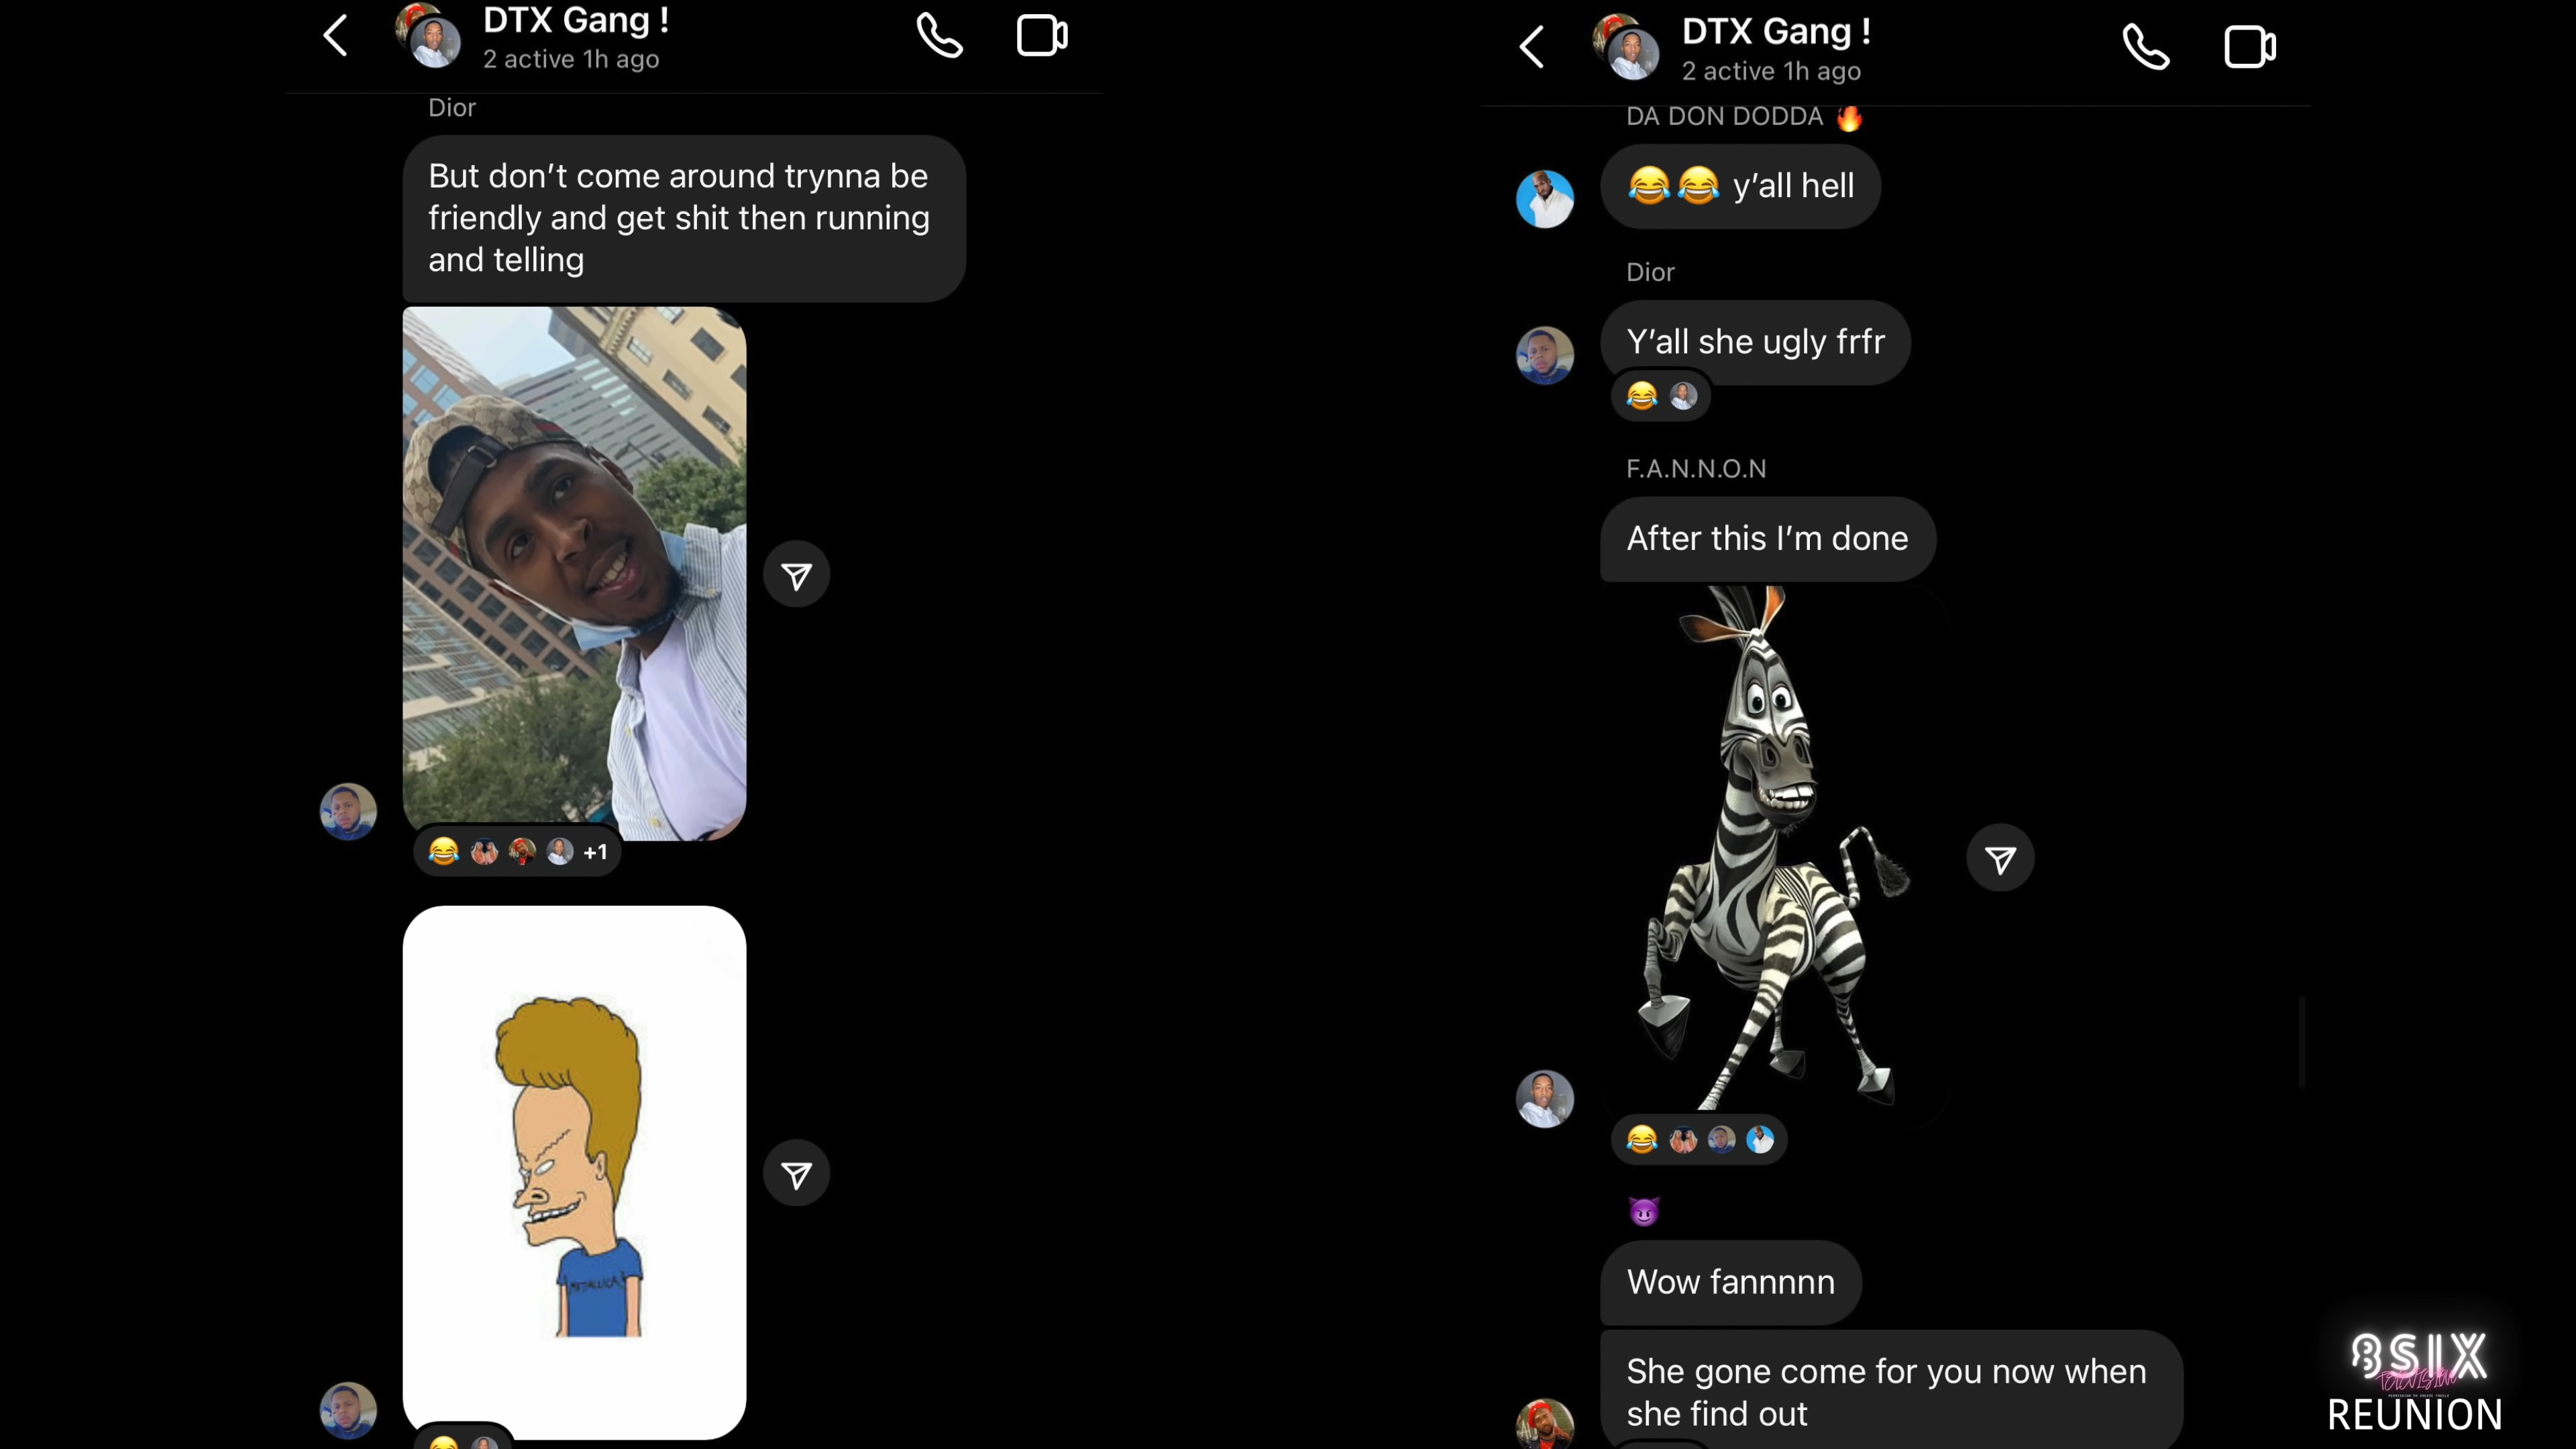 DTX Gang !
2 active 1h ago
Dior
But don’t come around trynna be
friendly and get shit then running
and telling
+1
METALLICA
DTX Gang !
2 active 1h ago
DA DON DODDA 🔥
😂😂 y’all hell
Dior
Y’all she ugly frfr
F.A.N.N.O.N
After this I’m done
😈
Wow fannnnn
She gone come for you now when
she find out
8SIX
TELEVISION
REUNION